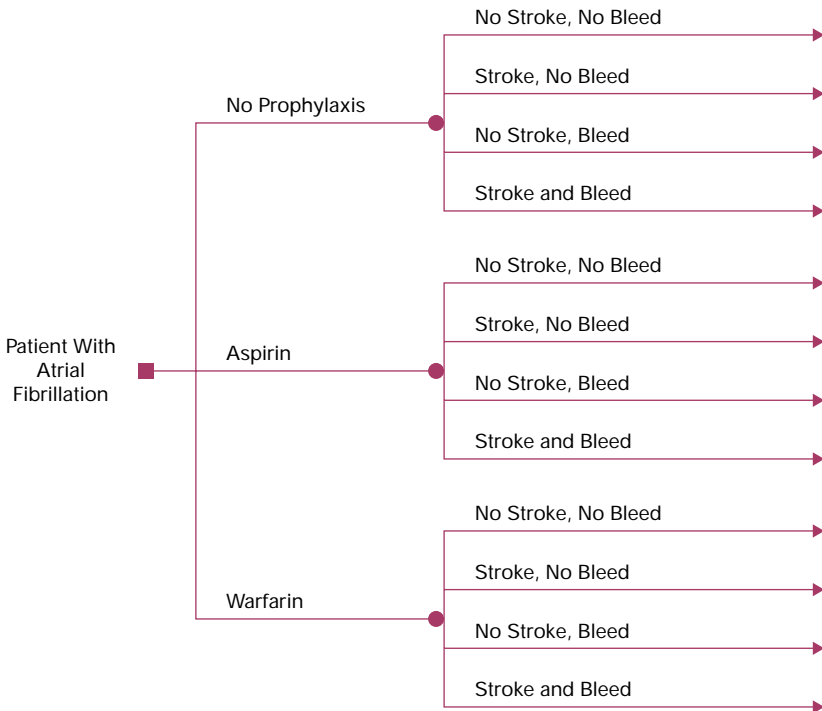 No Stroke, No Bleed
Stroke, No Bleed
No Prophylaxis
No Stroke, Bleed
Stroke and Bleed
No Stroke, No Bleed
Stroke, No Bleed
Patient With
Atrial
Fibrillation
Aspirin
No Stroke, Bleed
Stroke and Bleed
No Stroke, No Bleed
Stroke, No Bleed
Warfarin
No Stroke, Bleed
Stroke and Bleed